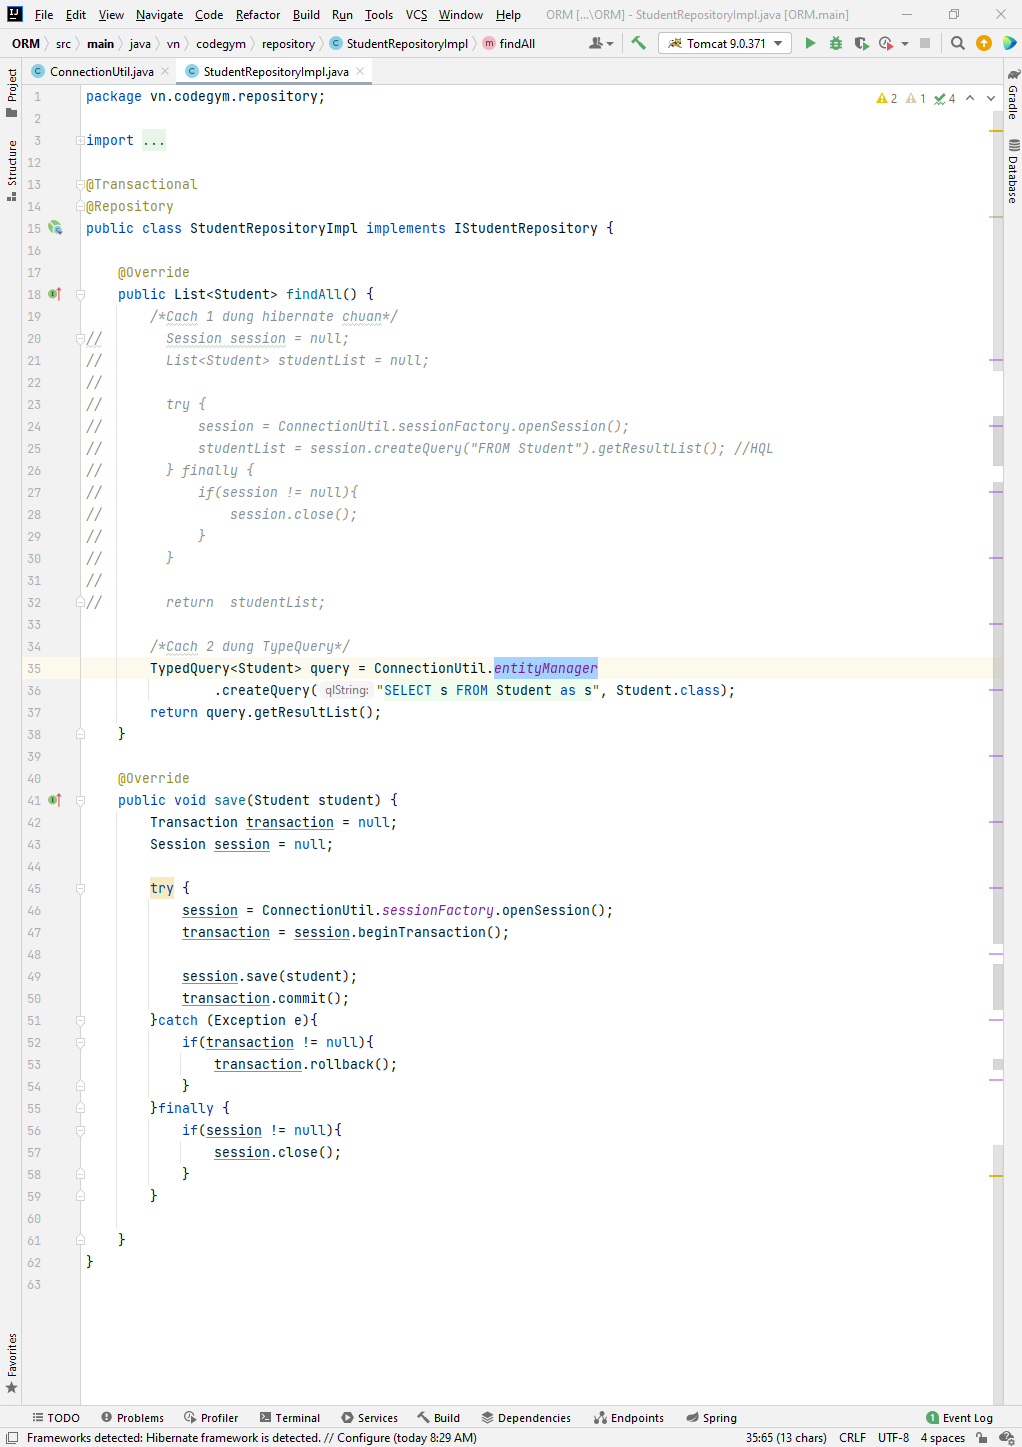 File Edit View Navigate Code Refactor Build Run Tools VCS Window Help ORM [...\ORM] - StudentRepositoryImpl.java [ORM.main]
ORM src main java vn codegym repository StudentRepositoryImpl findAll Tomcat 9.0.371
ConnectionUtil.java StudentRepositoryImpl.java
Project
Structure
Favorites
Gradle
Database
2 1 4
1 package vn.codegym.repository;
2
3 import ...
12
13 @Transactional
14 @Repository
15 public class StudentRepositoryImpl implements IStudentRepository {
16
17 @Override
18 public List<Student> findAll() {
19 /*Cach 1 dung hibernate chuan*/
20 // Session session = null;
21 // List<Student> studentList = null;
22 //
23 // try {
24 // session = ConnectionUtil.sessionFactory.openSession();
25 // studentList = session.createQuery("FROM Student").getResultList(); //HQL
26 // } finally {
27 // if(session != null){
28 // session.close();
29 // }
30 // }
31 //
32 // return  studentList;
33
34 /*Cach 2 dung TypeQuery*/
35 TypedQuery<Student> query = ConnectionUtil.entityManager
36 .createQuery( qlString: "SELECT s FROM Student as s", Student.class);
37 return query.getResultList();
38 }
39
40 @Override
41 public void save(Student student) {
42 Transaction transaction = null;
43 Session session = null;
44
45 try {
46 session = ConnectionUtil.sessionFactory.openSession();
47 transaction = session.beginTransaction();
48
49 session.save(student);
50 transaction.commit();
51 }catch (Exception e){
52 if(transaction != null){
53 transaction.rollback();
54 }
55 }finally {
56 if(session != null){
57 session.close();
58 }
59 }
60
61 }
62 }
63
TODO Problems Profiler Terminal Services Build Dependencies Endpoints Spring 1 Event Log
Frameworks detected: Hibernate framework is detected. // Configure (today 8:29 AM) 35:65 (13 chars) CRLF UTF-8 4 spaces